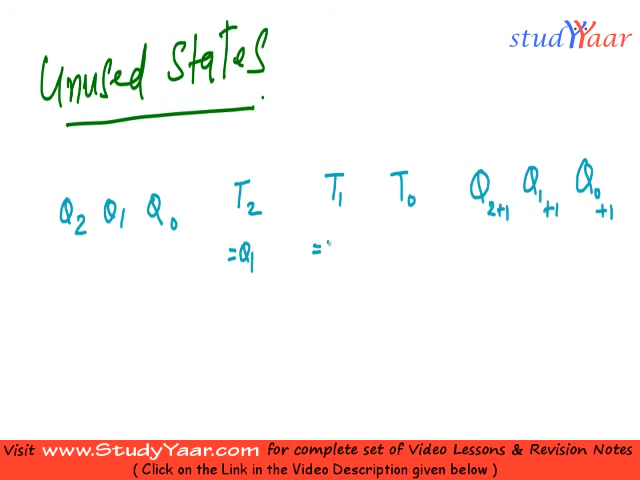 studYYaar
Unused States
Q2 Q1 Q0 T2 T1 T0 Q2+1 Q1+1 Q0+1
=Q1 =
Visit www.StudyYaar.com for complete set of Video Lessons & Revision Notes
( Click on the Link in the Video Description given below )